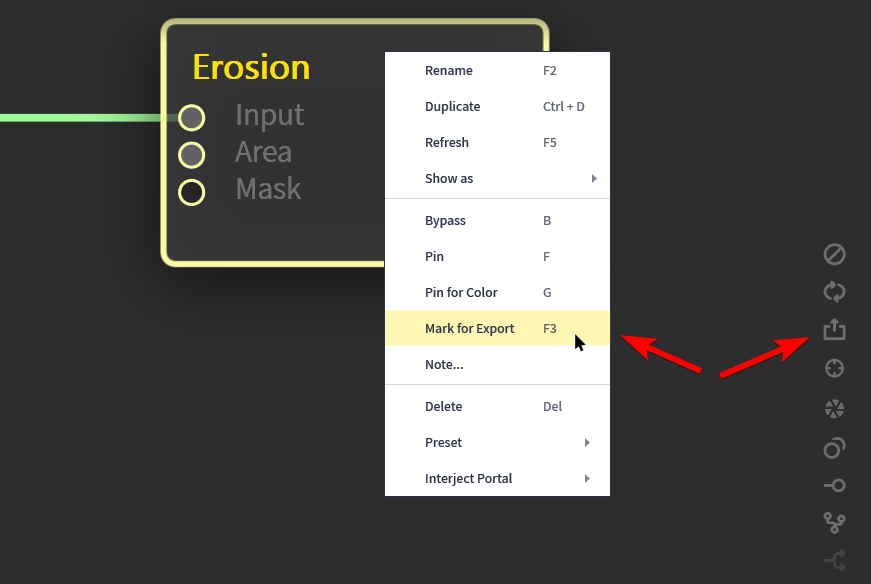 Erosion
Input
Area
Mask
Rename F2
Duplicate Ctrl + D
Refresh F5
Show as
Bypass B
Pin F
Pin for Color G
Mark for Export F3
Note...
Delete Del
Preset
Interject Portal